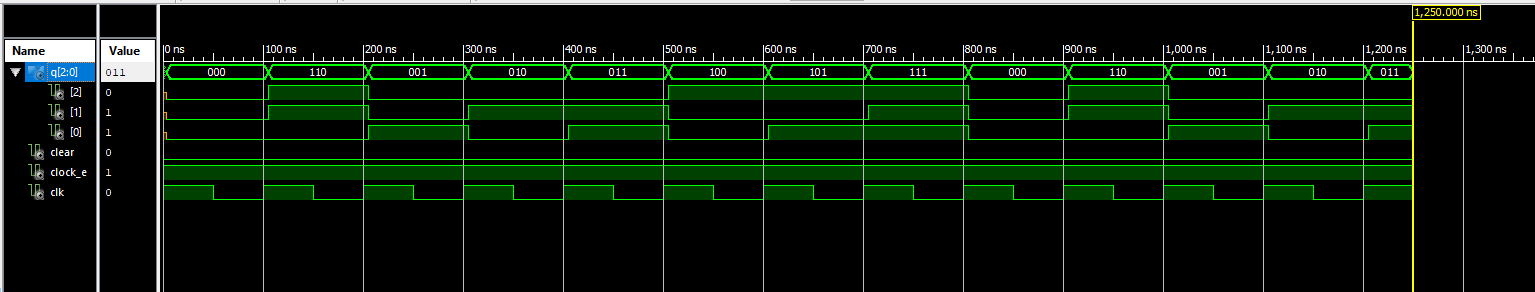 1,250.000 ns
Name Value 0 ns 100 ns 200 ns 300 ns 400 ns 500 ns 600 ns 700 ns 800 ns 900 ns 1,000 ns 1,100 ns 1,200 ns 1,300 ns
q[2:0] 011 000 110 001 010 011 100 101 111 000 110 001 010 011
[2] 0
[1] 1
[0] 1
clear 0
clock_e 1
clk 0